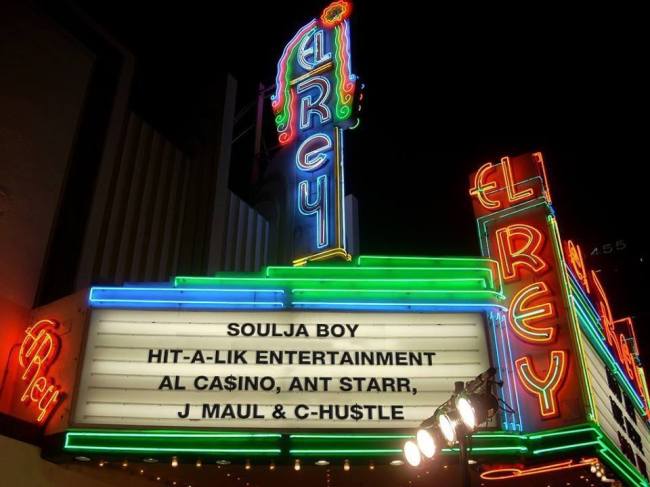 EL REY
EL REY
El Rey
SOULJA BOY
HIT-A-LIK ENTERTAINMENT
AL CA$INO, ANT STARR,
J_MAUL & C-HU$TLE